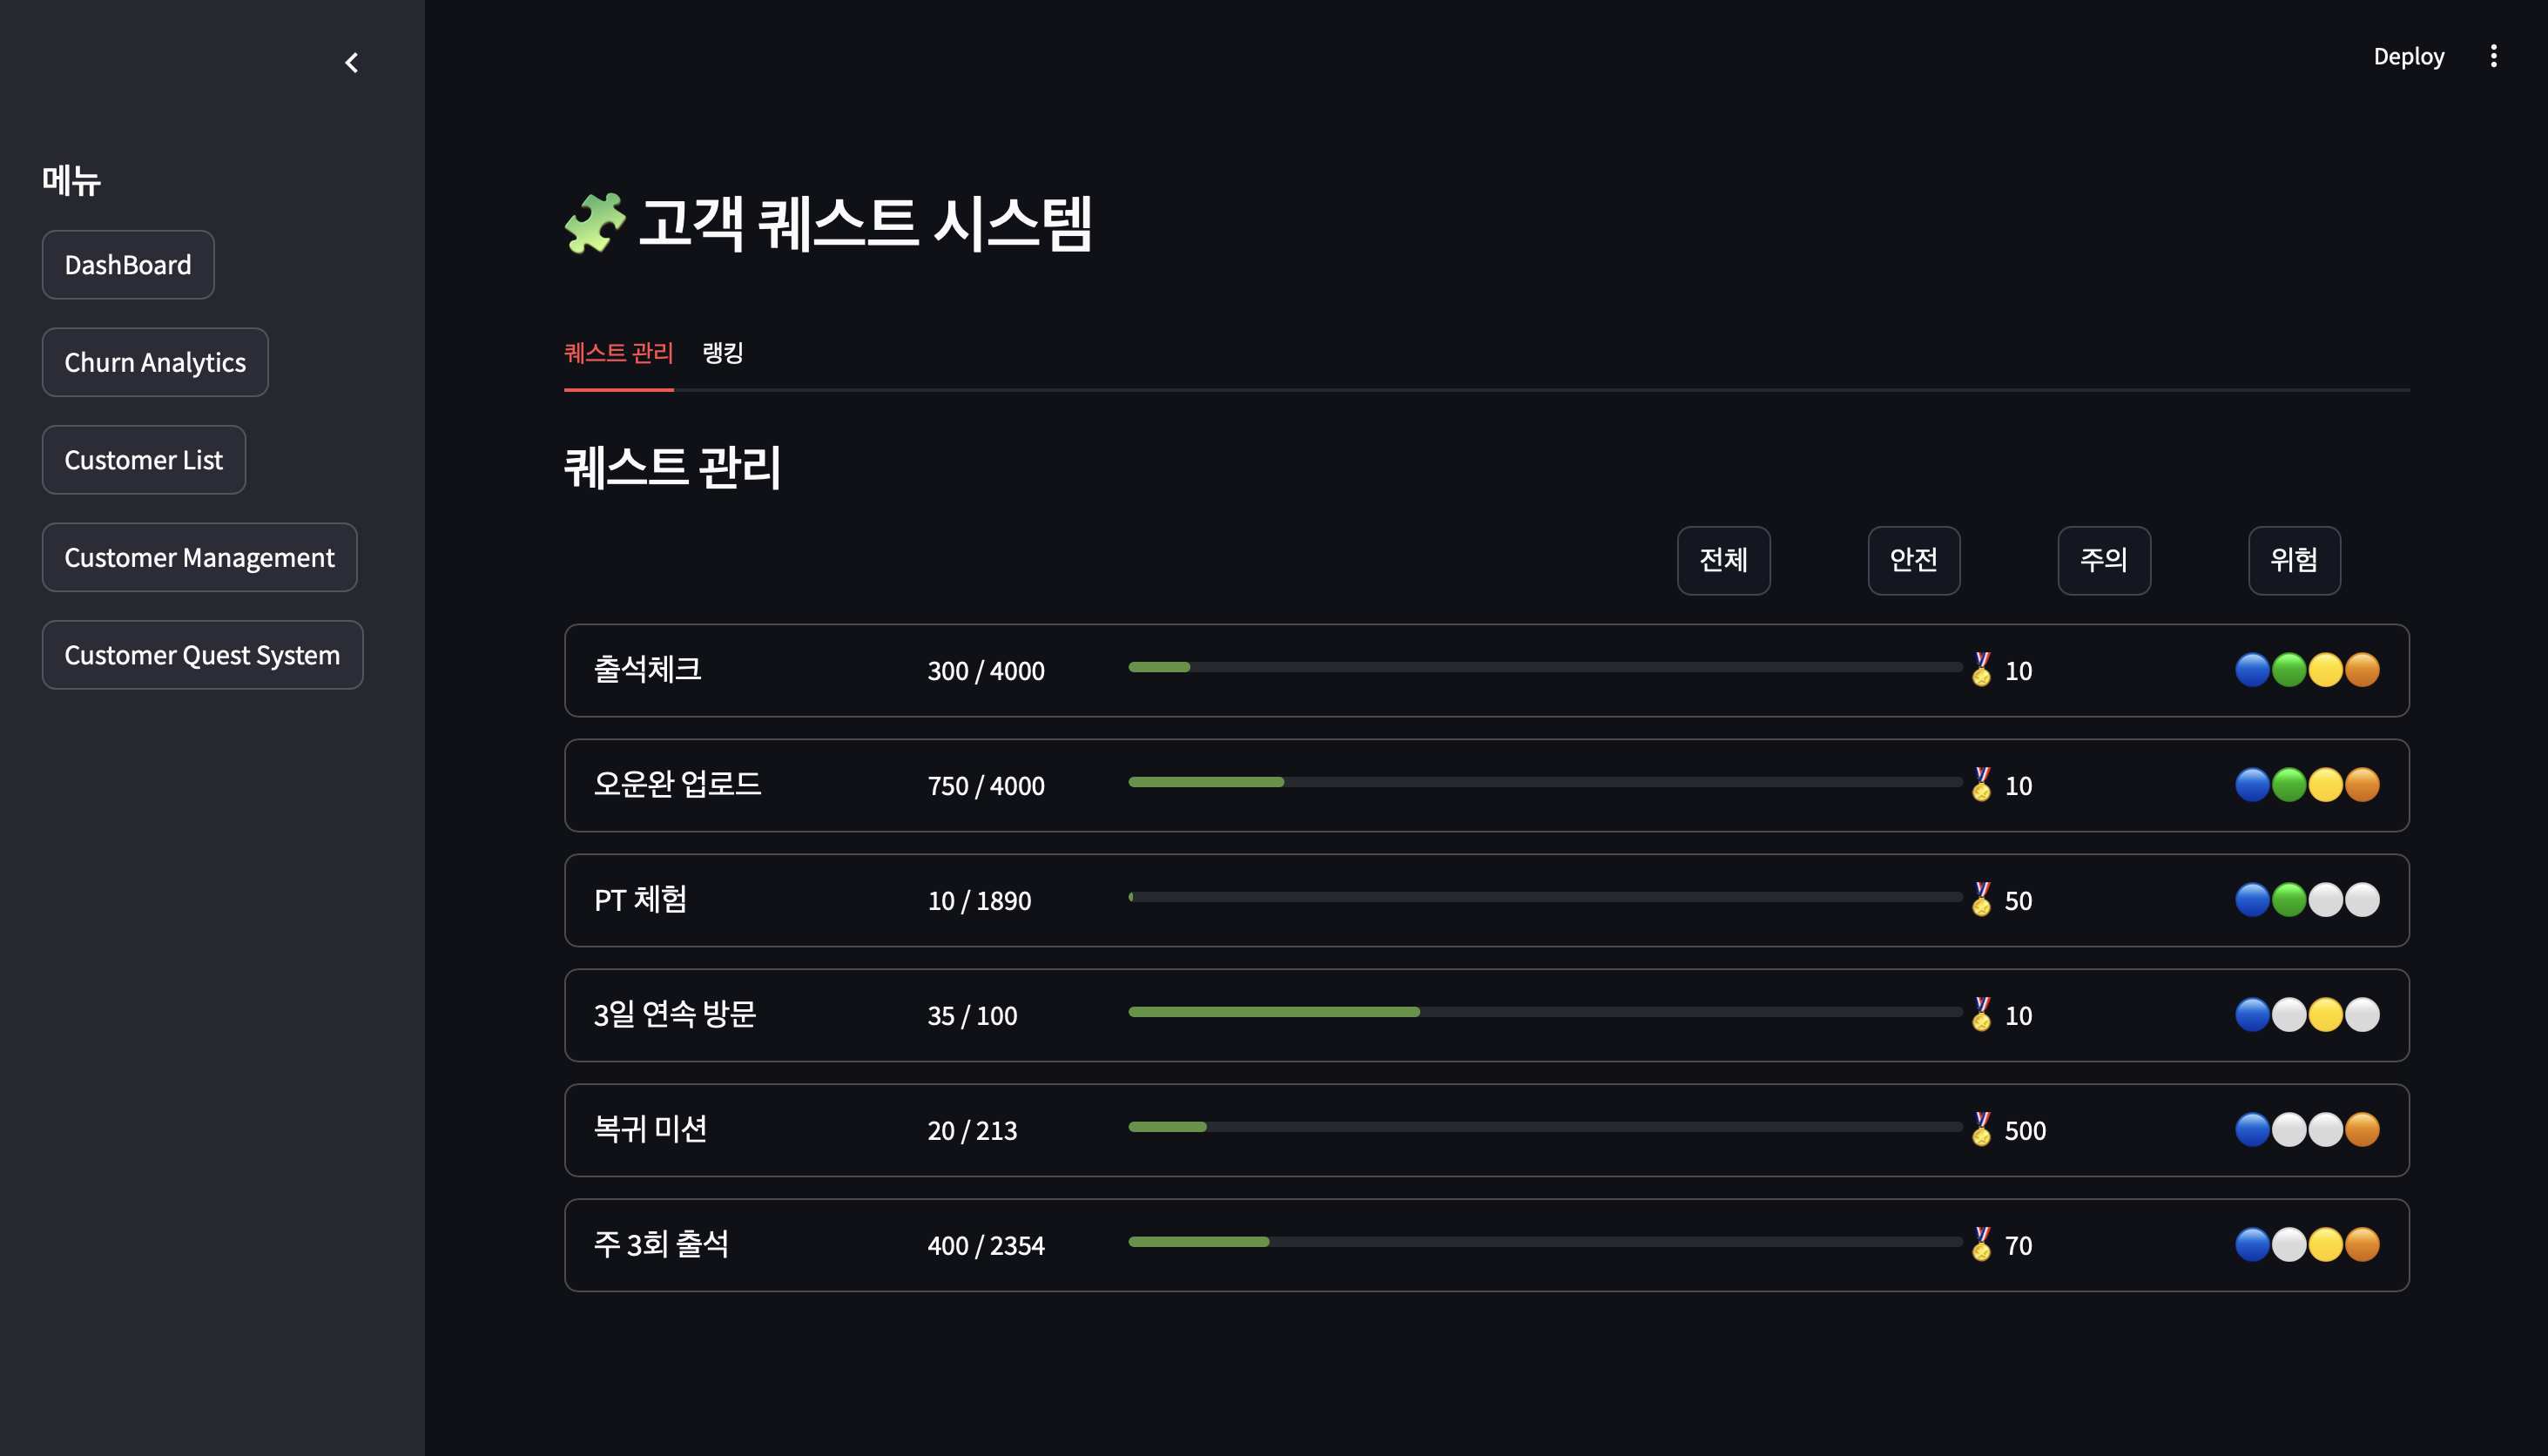 Deploy
메뉴
DashBoard
Churn Analytics
Customer List
Customer Management
Customer Quest System
고객 퀘스트 시스템
퀘스트 관리 랭킹
퀘스트 관리
전체 안전 주의 위험
출석체크 300 / 4000 10
오운완 업로드 750 / 4000 10
PT 체험 10 / 1890 50
3일 연속 방문 35 / 100 10
복귀 미션 20 / 213 500
주 3회 출석 400 / 2354 70